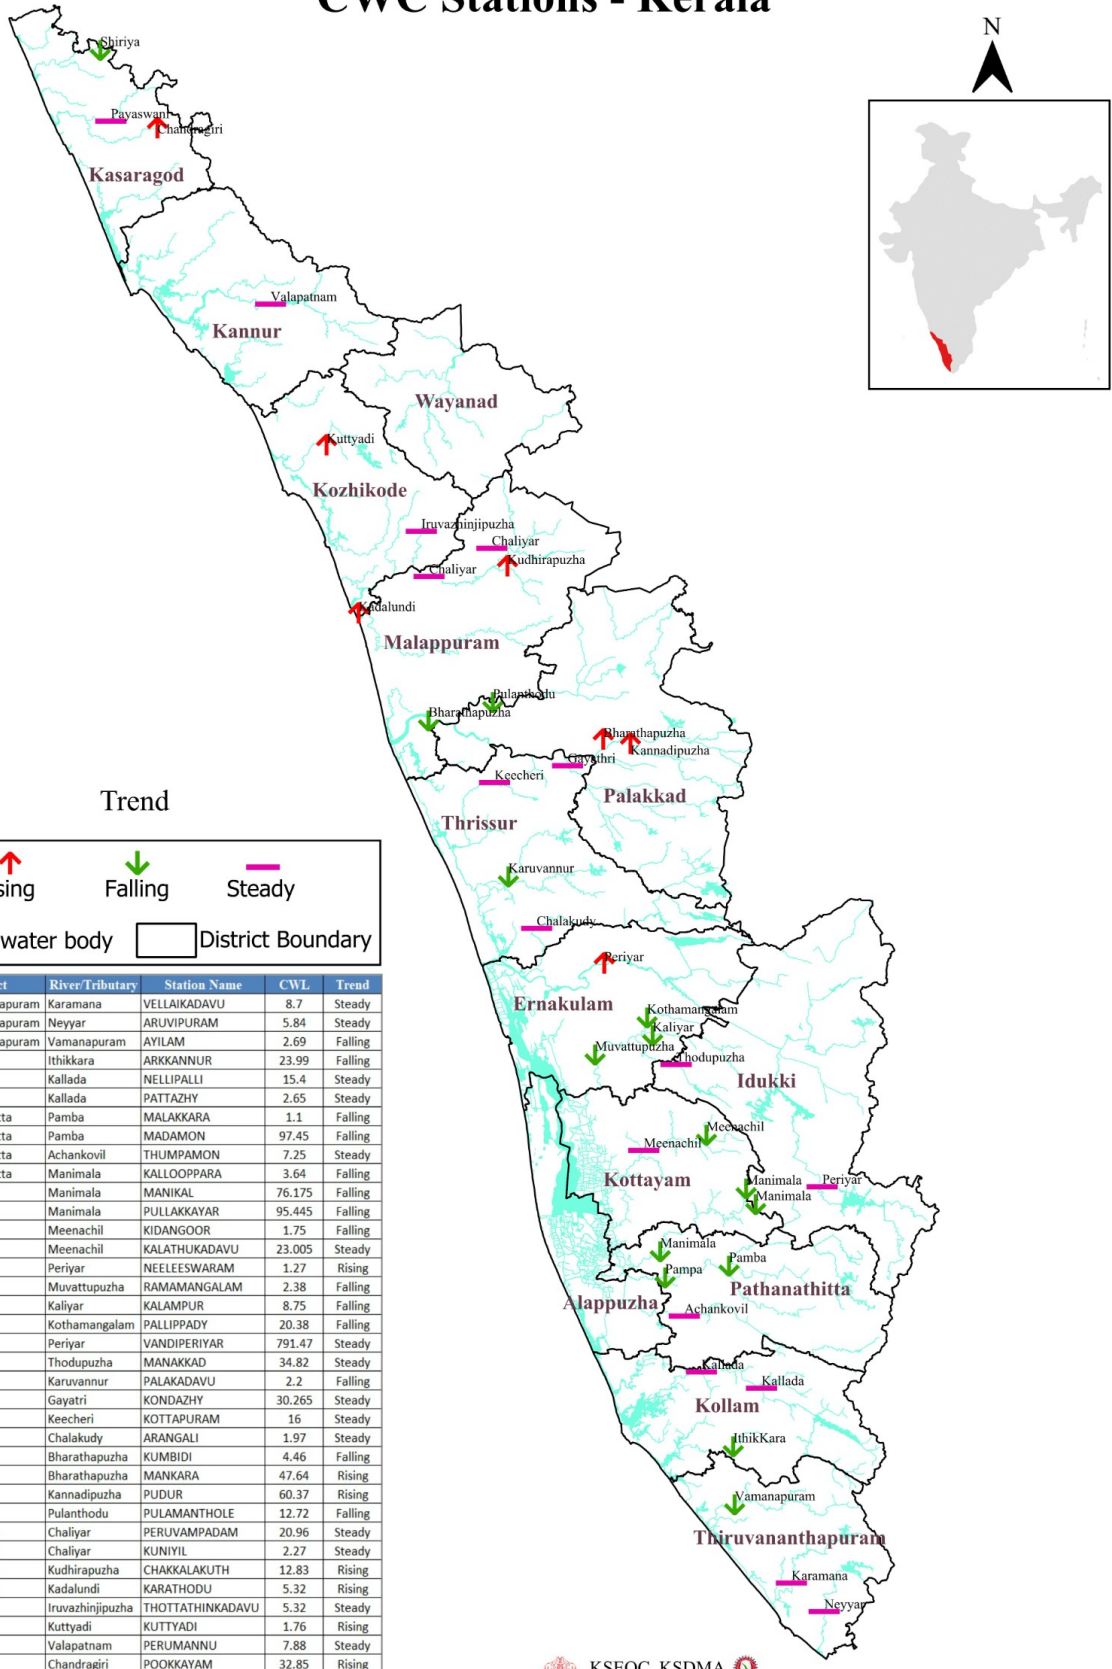 CWC Stations - Kerala
N
Shiriya
Payaswani
Chandragiri
Kasaragod
Valapatnam
Kannur
Wayanad
Kuttyadi
Kozhikode
Iruvazhinjipuzha
Chaliyar
Kudhirapuzha
Chaliyar
Kadalundi
Malappuram
Pulanthodu
Bharathapuzha
Bharathapuzha
Kannadipuzha
Gayathri
Keecheri
Palakkad
Thrissur
Karuvannur
Chalakudy
Periyar
Ernakulam
Kothamangalam
Kaliyar
Muvattupuzha
Thodupuzha
Idukki
Meenachil
Meenachil
Kottayam
Manimala
Periyar
Manimala
Manimala
Pamba
Pampa
Pathanathitta
Alappuzha
Achankovil
Kallada
Kallada
Kollam
IthikKara
Vamanapuram
Thiruvananthapuram
Karamana
Neyyar
Trend
sing Falling Steady
water body District Boundary
ct River/Tributary Station Name CWL Trend
apuram Karamana VELLAIKADAVU 8.7 Steady
apuram Neyyar ARUVIPURAM 5.84 Steady
apuram Vamanapuram AYILAM 2.69 Falling
Ithikkara ARKKANNUR 23.99 Falling
Kallada NELLIPALLI 15.4 Steady
Kallada PATTAZHY 2.65 Steady
tta Pamba MALAKKARA 1.1 Falling
tta Pamba MADAMON 97.45 Falling
tta Achankovil THUMPAMON 7.25 Steady
tta Manimala KALLOOPPARA 3.64 Falling
Manimala MANIKAL 76.175 Falling
Manimala PULLAKKAYAR 95.445 Falling
Meenachil KIDANGOOR 1.75 Falling
Meenachil KALATHUKADAVU 23.005 Steady
Periyar NEELEESWARAM 1.27 Rising
Muvattupuzha RAMAMANGALAM 2.38 Falling
Kaliyar KALAMPUR 8.75 Falling
Kothamangalam PALLIPPADY 20.38 Falling
Periyar VANDIPERIYAR 791.47 Steady
Thodupuzha MANAKKAD 34.82 Steady
Karuvannur PALAKADAVU 2.2 Falling
Gayatri KONDAZHY 30.265 Steady
Keecheri KOTTAPURAM 16 Steady
Chalakudy ARANGALI 1.97 Steady
Bharathapuzha KUMBIDI 4.46 Falling
Bharathapuzha MANKARA 47.64 Rising
Kannadipuzha PUDUR 60.37 Rising
Pulanthodu PULAMANTHOLE 12.72 Falling
Chaliyar PERUVAMPADAM 20.96 Steady
Chaliyar KUNIYIL 2.27 Steady
Kudhirapuzha CHAKKALAKUTH 12.83 Rising
Kadalundi KARATHODU 5.32 Rising
Iruvazhinjipuzha THOTTATHINKADAVU 5.32 Steady
Kuttyadi KUTTYADI 1.76 Rising
Valapatnam PERUMANNU 7.88 Steady
Chandragiri POOKKAYAM 32.85 Rising
KSEOC, KSDMA